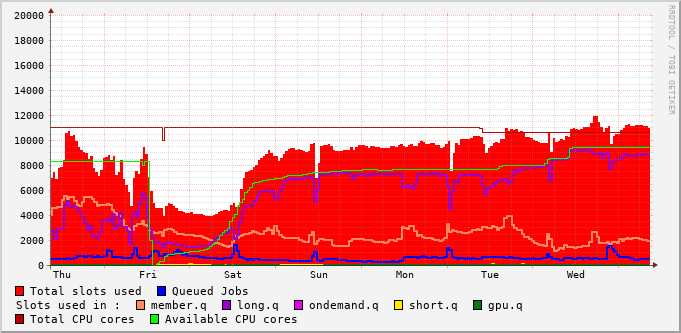 20000
18000
16000
14000
12000
10000
8000
6000
4000
2000
0
Thu Fri Sat Sun Mon Tue Wed
Total slots used Queued Jobs
Slots used in : member.q long.q ondemand.q short.q gpu.q
Total CPU cores Available CPU cores
RRDTOOL / TOBI OETIKER